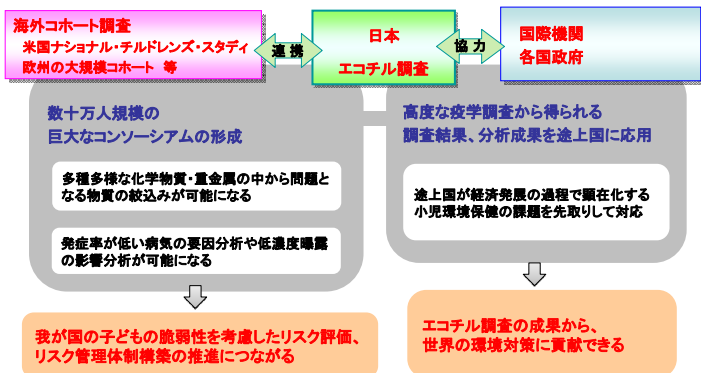 海外コホート調査
米国ナショナル・チルドレンズ・スタディ
欧州の大規模コホート 等
連 携
日本
エコチル調査
協 力
国際機関
各国政府
数十万人規模の
巨大なコンソーシアムの形成
多種多様な化学物質・重金属の中から問題と
なる物質の絞込みが可能になる
発症率が低い病気の要因分析や低濃度曝露
の影響分析が可能になる
我が国の子どもの脆弱性を考慮したリスク評価、
リスク管理体制構築の推進につながる
高度な疫学調査から得られる
調査結果、分析成果を途上国に応用
途上国が経済発展の過程で顕在化する
小児環境保健の課題を先取りして対応
エコチル調査の成果から、
世界の環境対策に貢献できる